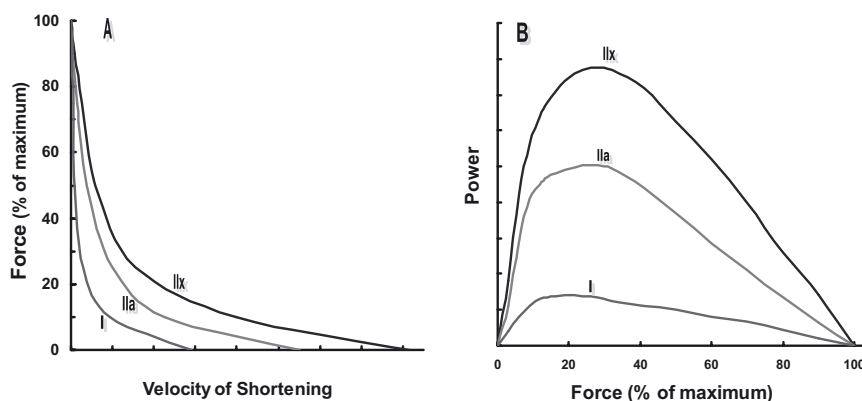 A
Force (% of maximum)
100
80
60
40
20
0
IIx
IIa
I
Velocity of Shortening
B
Power
IIx
IIa
I
0 20 40 60 80 100
Force (% of maximum)